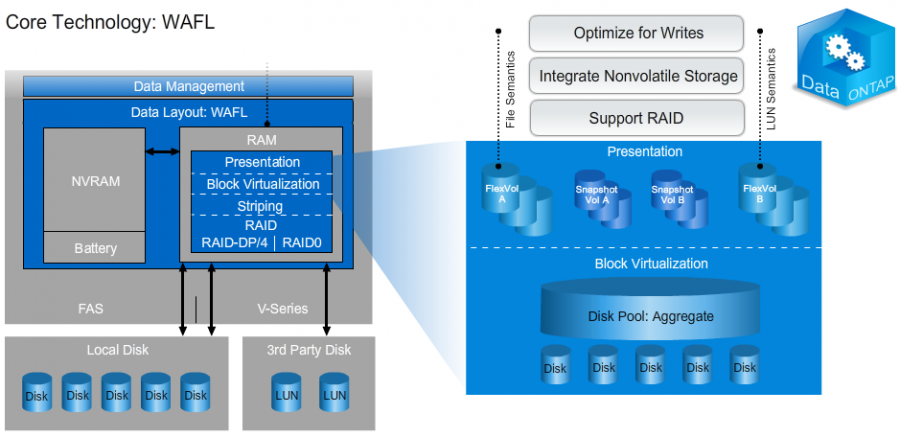 Core Technology: WAFL
Data Management
Data Layout: WAFL
NVRAM
Battery
RAM
Presentation
Block Virtualization
Striping
RAID
RAID-DP/4 | RAID0
FAS
V-Series
Local Disk
Disk Disk Disk Disk Disk
3rd Party Disk
LUN LUN
File Semantics
Optimize for Writes
Integrate Nonvolatile Storage
Support RAID
LUN Semantics
Data ONTAP
Presentation
FlexVol
A
Snapshot
Vol A
Snapshot
Vol B
FlexVol
B
Block Virtualization
Disk Pool: Aggregate
Disk Disk Disk Disk Disk